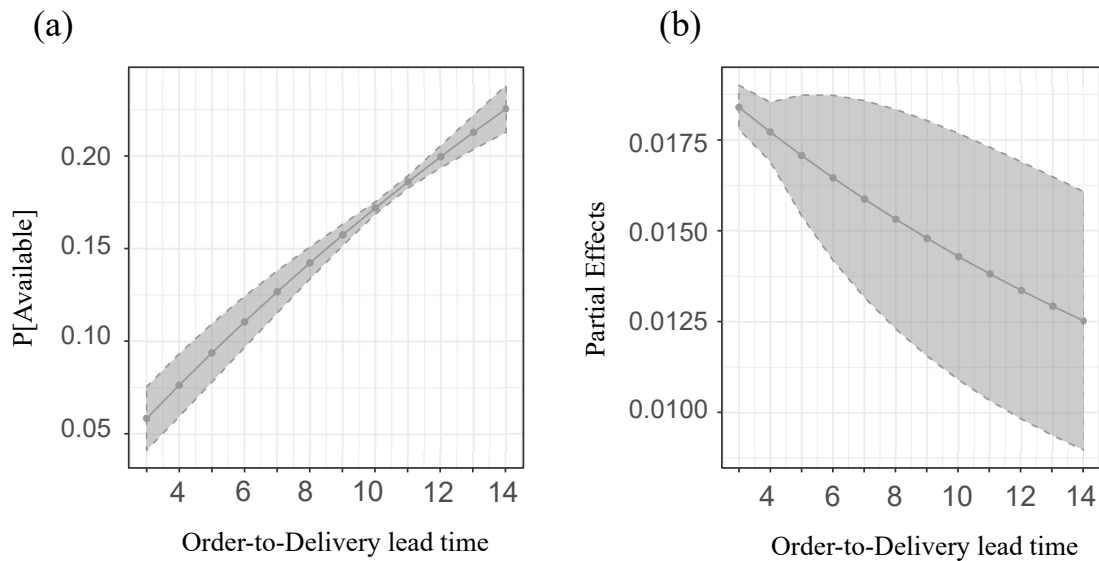 (a)
(b)
P[Available]
0.20
0.15
0.10
0.05
4 6 8 10 12 14
Order-to-Delivery lead time
Partial Effects
0.0175
0.0150
0.0125
0.0100
4 6 8 10 12 14
Order-to-Delivery lead time